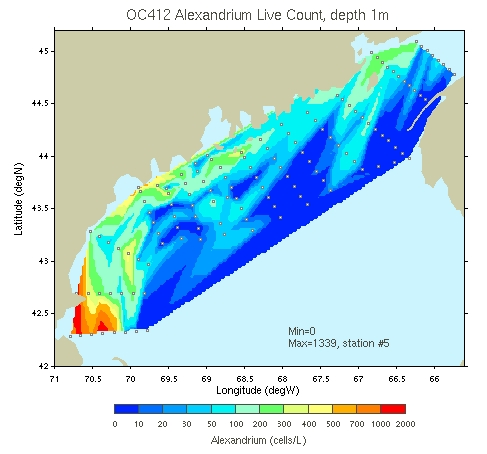 OC412 Alexandrium Live Count, depth 1m
45
44.5
44
43.5
43
42.5
42
Latitude (degN)
Min=0
Max=1339, station #5
71 70.5 70 69.5 69 68.5 68 67.5 67 66.5 66
Longitude (degW)
0 10 20 30 50 100 200 300 500 700 1000 2000
Alexandrium (cells/L)